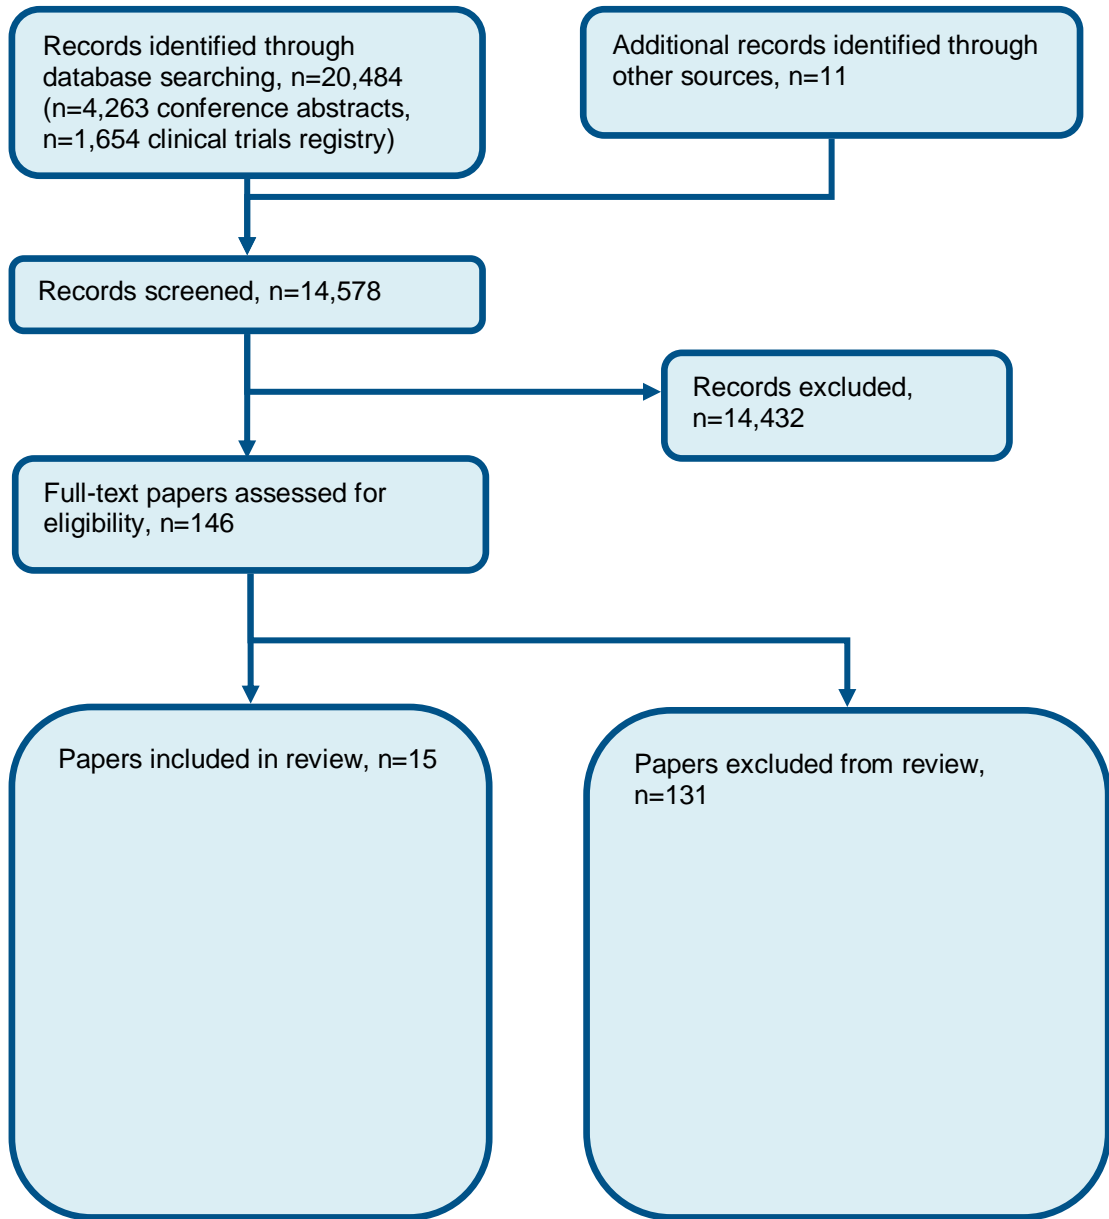 Records identified through
database searching, n=20,484
(n=4,263 conference abstracts,
n=1,654 clinical trials registry)
Additional records identified through
other sources, n=11
Records screened, n=14,578
Records excluded,
n=14,432
Full-text papers assessed for
eligibility, n=146
Papers included in review, n=15
Papers excluded from review,
n=131